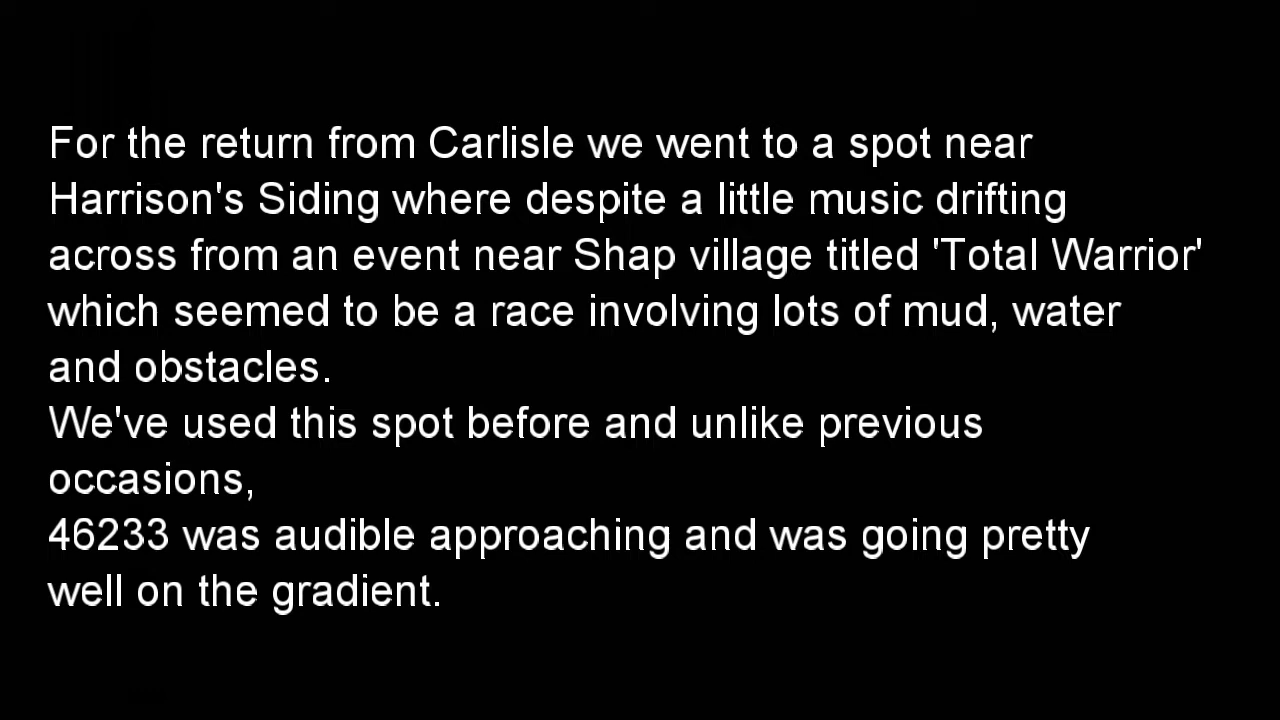 For the return from Carlisle we went to a spot near
Harrison's Siding where despite a little music drifting
across from an event near Shap village titled 'Total Warrior'
which seemed to be a race involving lots of mud, water
and obstacles.
We've used this spot before and unlike previous
occasions,
46233 was audible approaching and was going pretty
well on the gradient.